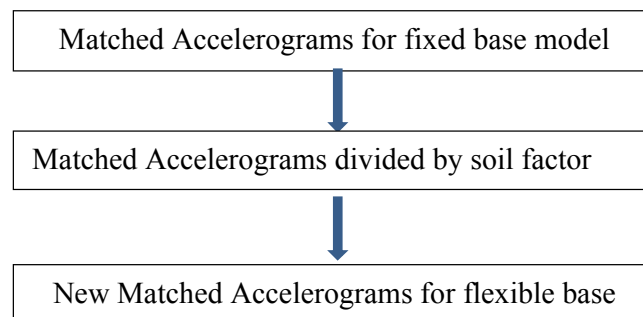 Matched Accelerograms for fixed base model
Matched Accelerograms divided by soil factor
New Matched Accelerograms for flexible base